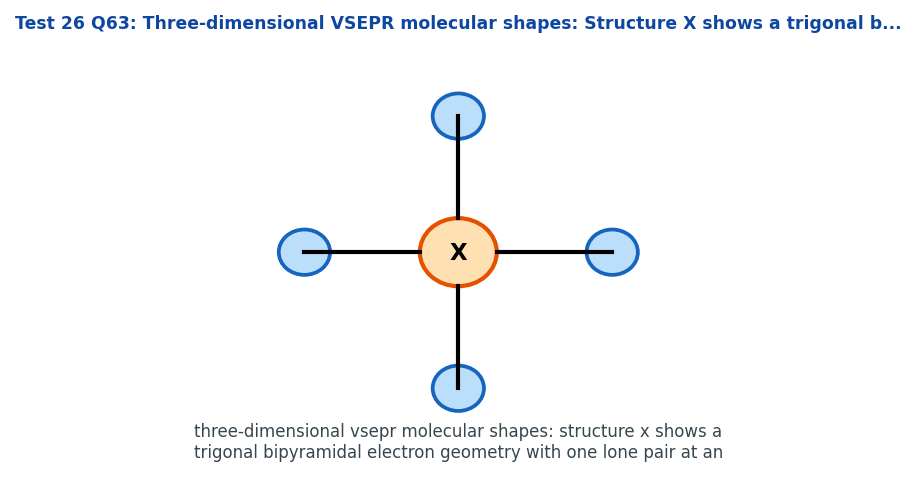 Test 26 Q63: Three-dimensional VSEPR molecular shapes: Structure X shows a trigonal b...
X
three-dimensional vsepr molecular shapes: structure x shows a
trigonal bipyramidal electron geometry with one lone pair at an